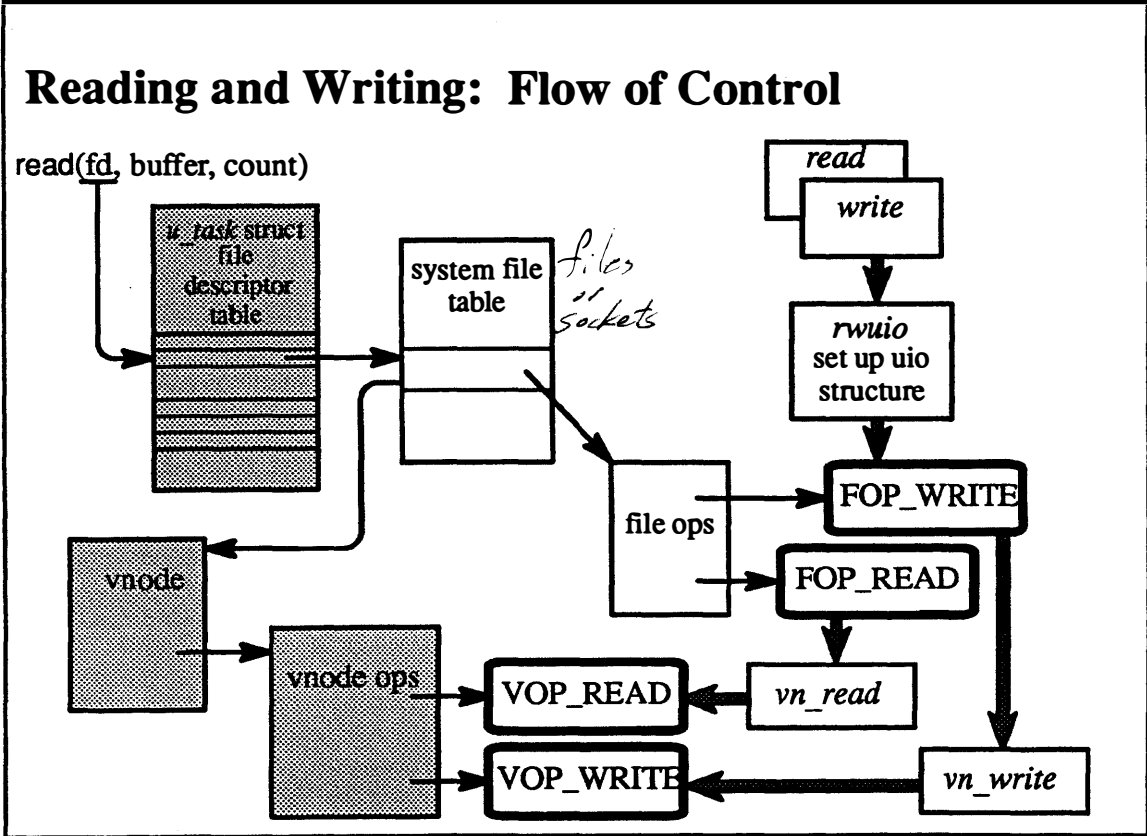 Reading and Writing: Flow of Control
read(fd, buffer, count)
u_task struct
file
descriptor
table
system file
table
files
or
sockets
read
write
rwuio
set up uio
structure
file ops
FOP_WRITE
FOP_READ
vnode
vnode ops
VOP_READ
vn_read
VOP_WRITE
vn_write